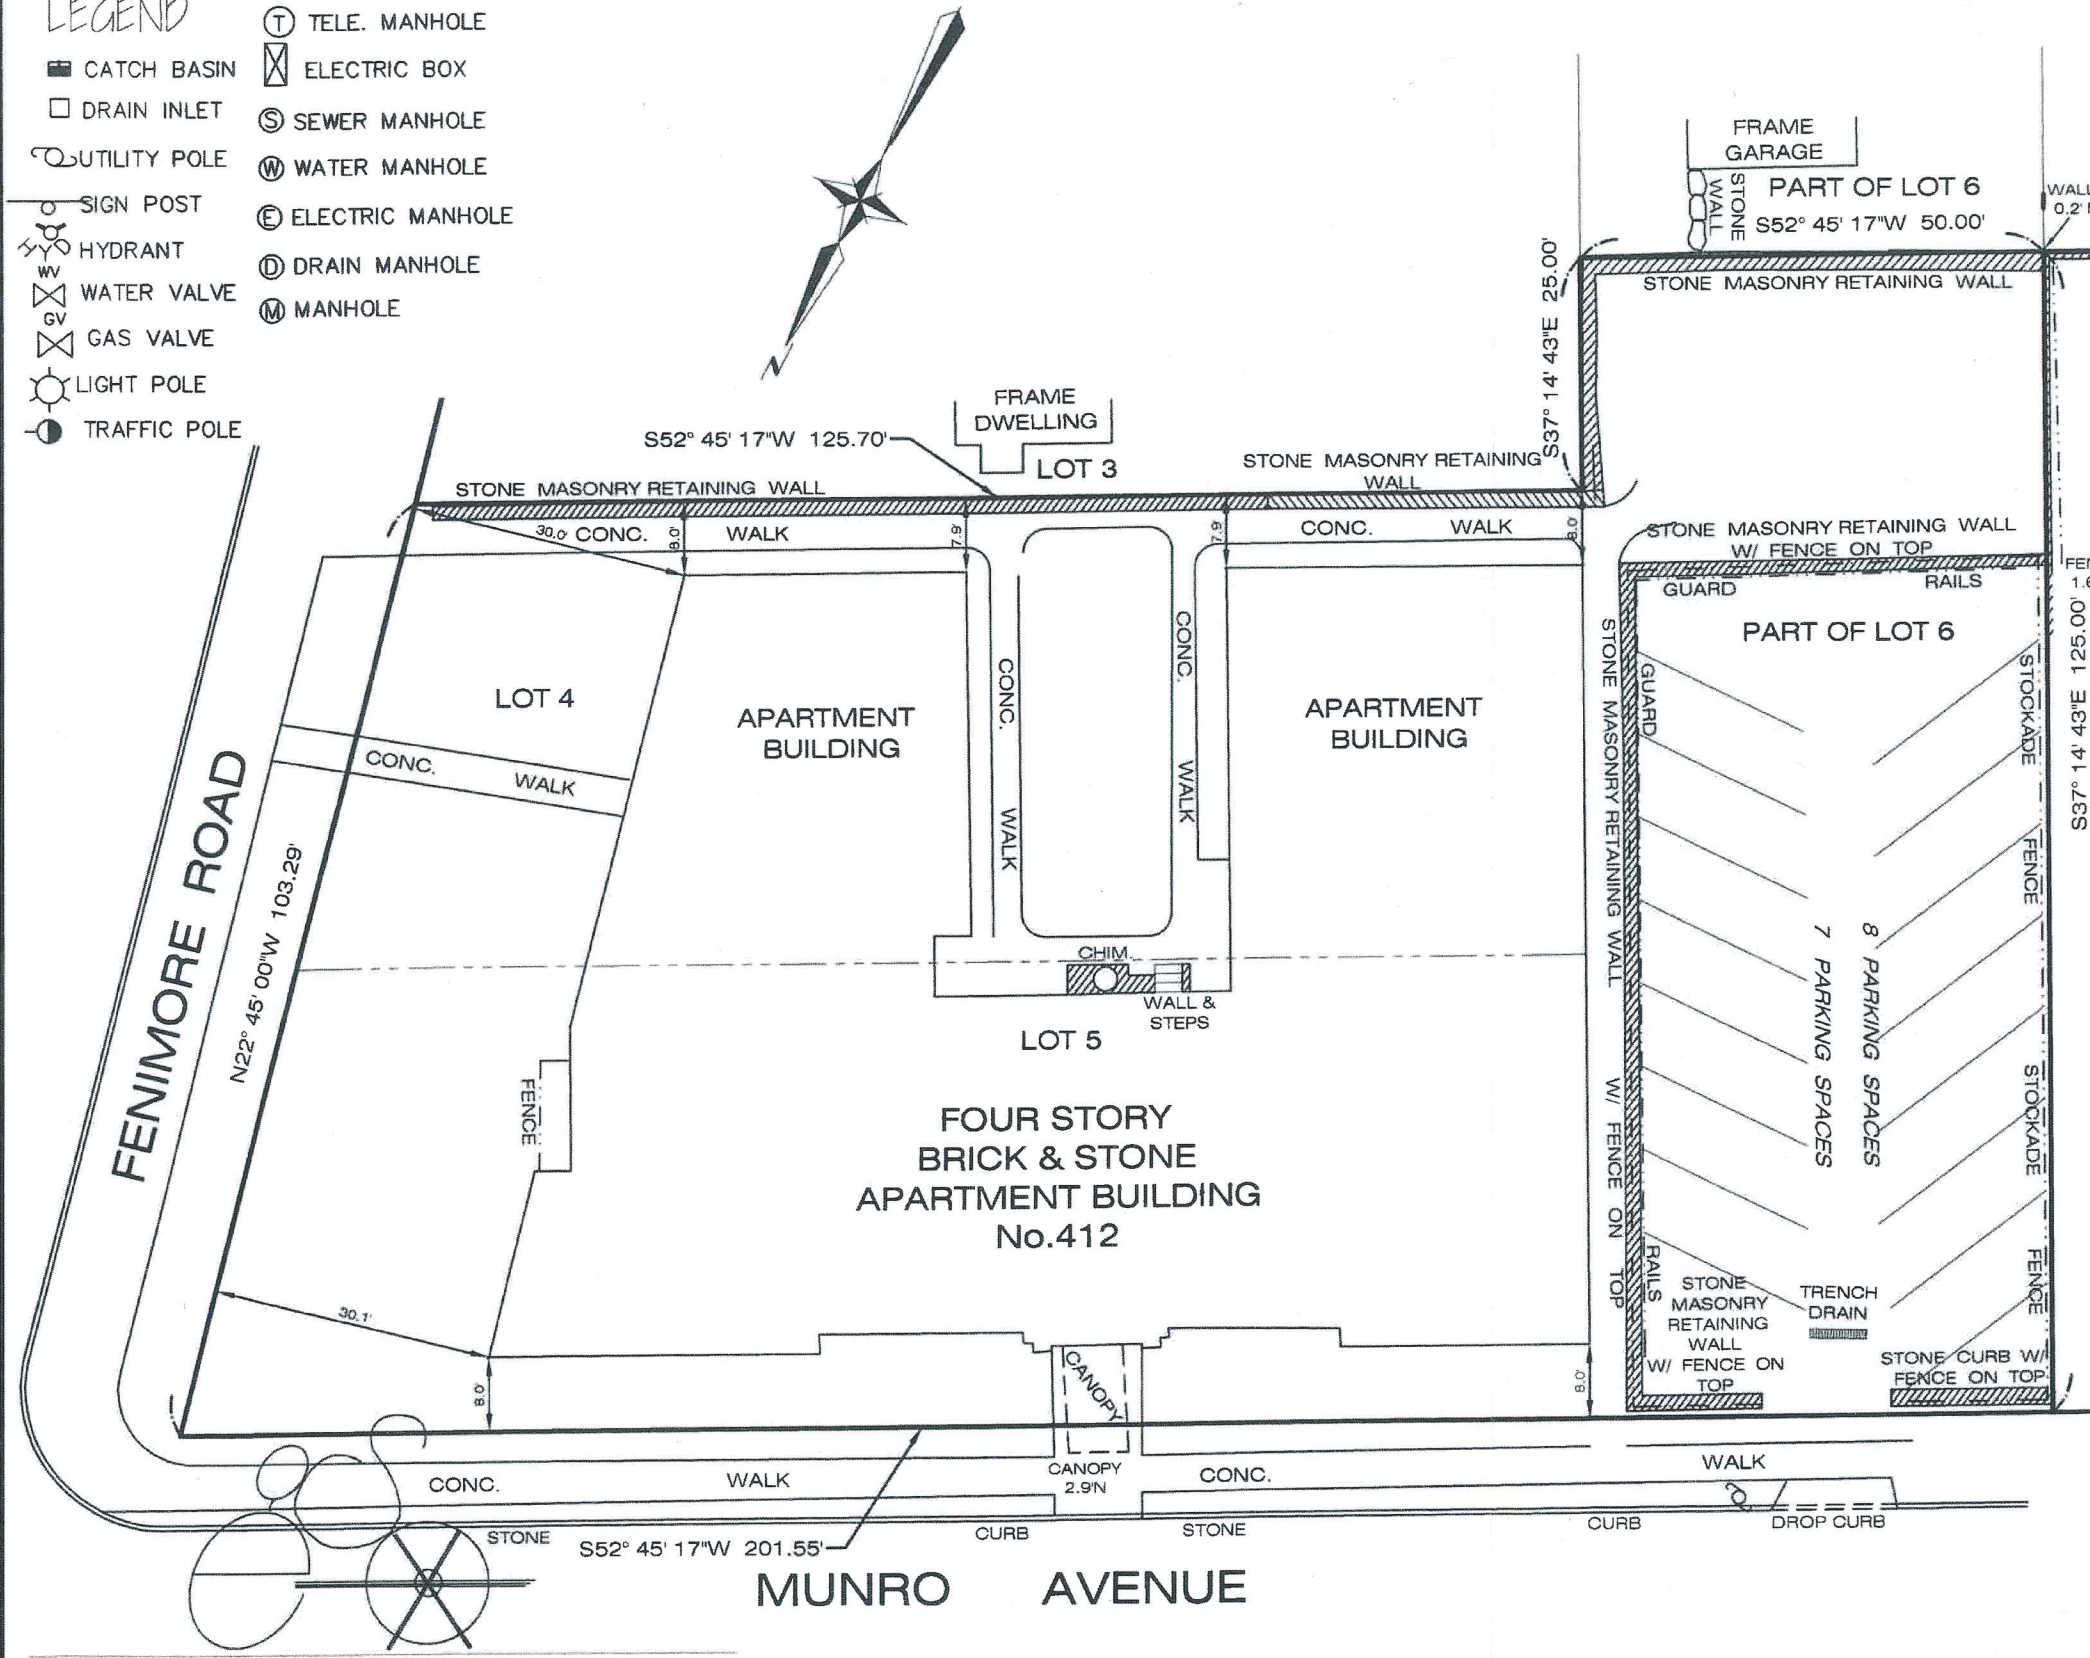 LEGEND
CATCH BASIN
DRAIN INLET
UTILITY POLE
SIGN POST
HYD
HYDRANT
WV
WATER VALVE
GV
GAS VALVE
LIGHT POLE
TRAFFIC POLE
T TELE. MANHOLE
ELECTRIC BOX
S SEWER MANHOLE
W WATER MANHOLE
E ELECTRIC MANHOLE
D DRAIN MANHOLE
M MANHOLE
N
FRAME
GARAGE
STONE
WALL
PART OF LOT 6
S52° 45' 17"W 50.00'
WALL
0.2'
STONE MASONRY RETAINING WALL
S37° 14' 43"E 25.00'
FRAME
DWELLING
S52° 45' 17"W 125.70'
LOT 3
STONE MASONRY RETAINING
WALL
STONE MASONRY RETAINING WALL
30.0'
CONC. WALK
8.0'
7.9'
7.9'
CONC. WALK
8.0'
STONE MASONRY RETAINING WALL
W/ FENCE ON TOP
GUARD RAILS
1.6
PART OF LOT 6
S37° 14' 43"E 125.00'
LOT 4
CONC. WALK
APARTMENT
BUILDING
CONC. WALK
CONC. WALK
APARTMENT
BUILDING
STONE MASONRY RETAINING WALL W/ FENCE ON TOP
GUARD RAILS
STOCKADE FENCE STOCKADE FENCE
7 PARKING SPACES
8 PARKING SPACES
FENIMORE ROAD
N22° 45' 00"W 103.29'
CHIM.
WALL &
STEPS
LOT 5
FENCE
FOUR STORY
BRICK & STONE
APARTMENT BUILDING
No.412
30.1'
8.0'
CANOPY
8.0'
STONE
MASONRY
RETAINING
WALL
W/ FENCE ON
TOP
TRENCH
DRAIN
STONE CURB W/
FENCE ON TOP
CANOPY
2.9'N
CONC. WALK
CONC. WALK
STONE CURB STONE CURB
DROP CURB
S52° 45' 17"W 201.55'
MUNRO AVENUE